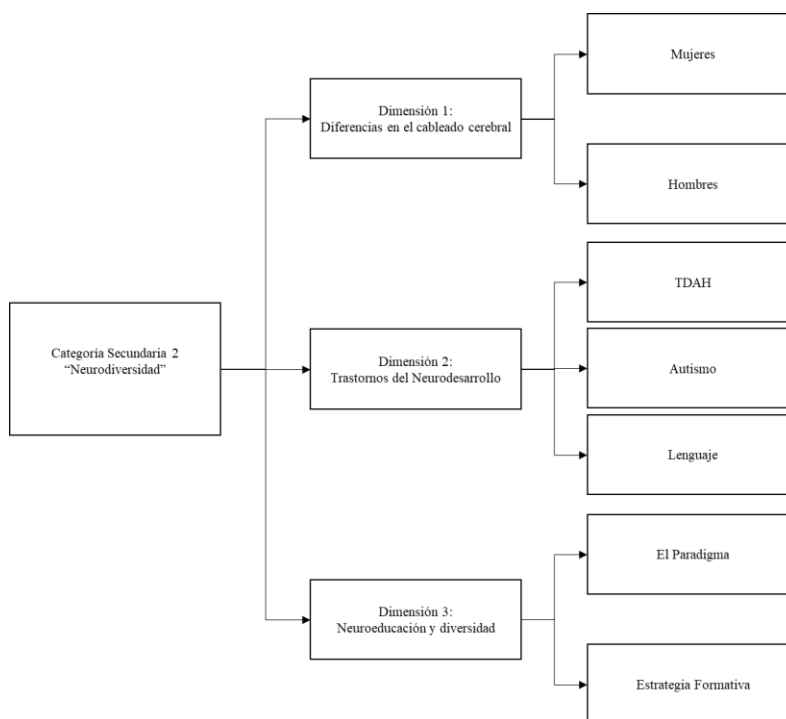 Categoría Secundaria 2
“Neurodiversidad”
Dimensión 1:
Diferencias en el cableado cerebral
Mujeres
Hombres
Dimensión 2:
Trastornos del Neurodesarrollo
TDAH
Autismo
Lenguaje
Dimensión 3:
Neuroeducación y diversidad
El Paradigma
Estrategia Formativa